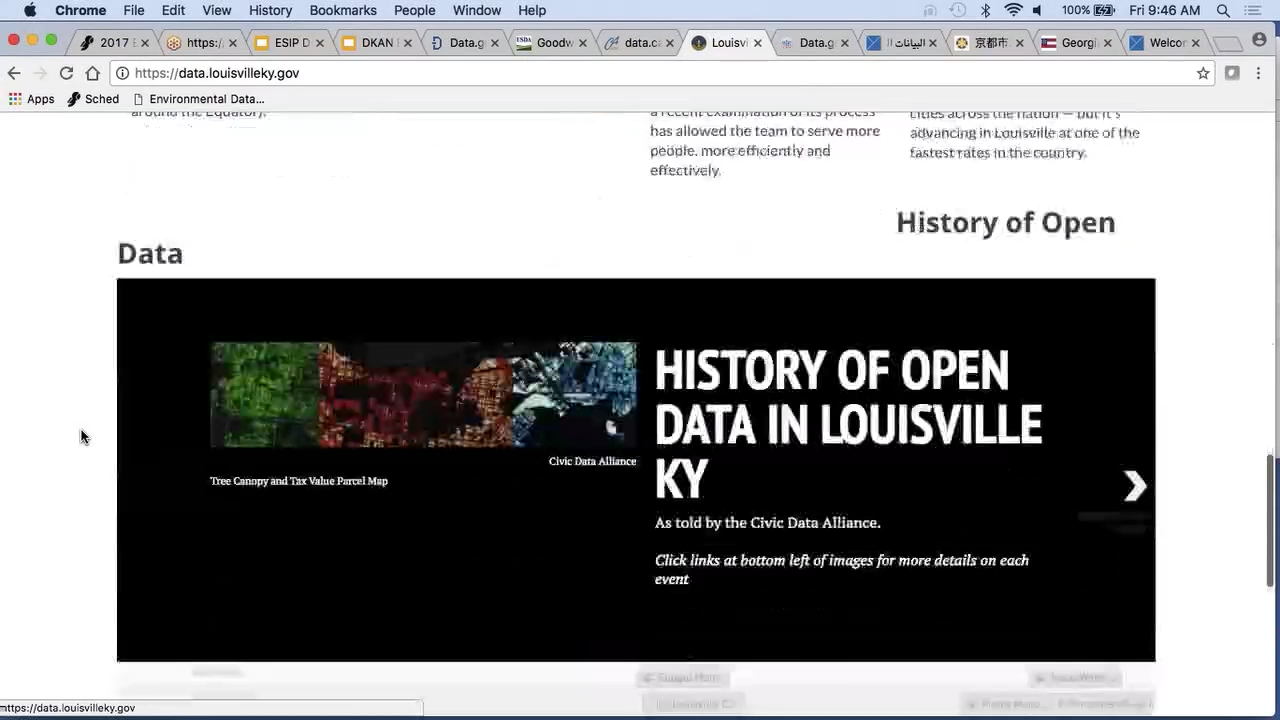 Chrome File Edit View History Bookmarks People Window Help 100% Fri 9:46 AM
2017 E https: ESIP D DKAN Data.g Goodw data.ca Louisvi Data.g البيانات ال 京都市 Georgi Welcor
https://data.louisvilleky.gov
Apps Sched Environmental Data...
around the Equator).
a recent examination of its process
has allowed the team to serve more
people, more efficiently and
effectively.
cities across the nation — but it's
advancing in Louisville at one of the
fastest rates in the country.
History of Open
Data
HISTORY OF OPEN
DATA IN LOUISVILLE
KY
Civic Data Alliance
Tree Canopy and Tax Value Parcel Map
As told by the Civic Data Alliance.
Click links at bottom left of images for more details on each
event
https://data.louisvilleky.gov